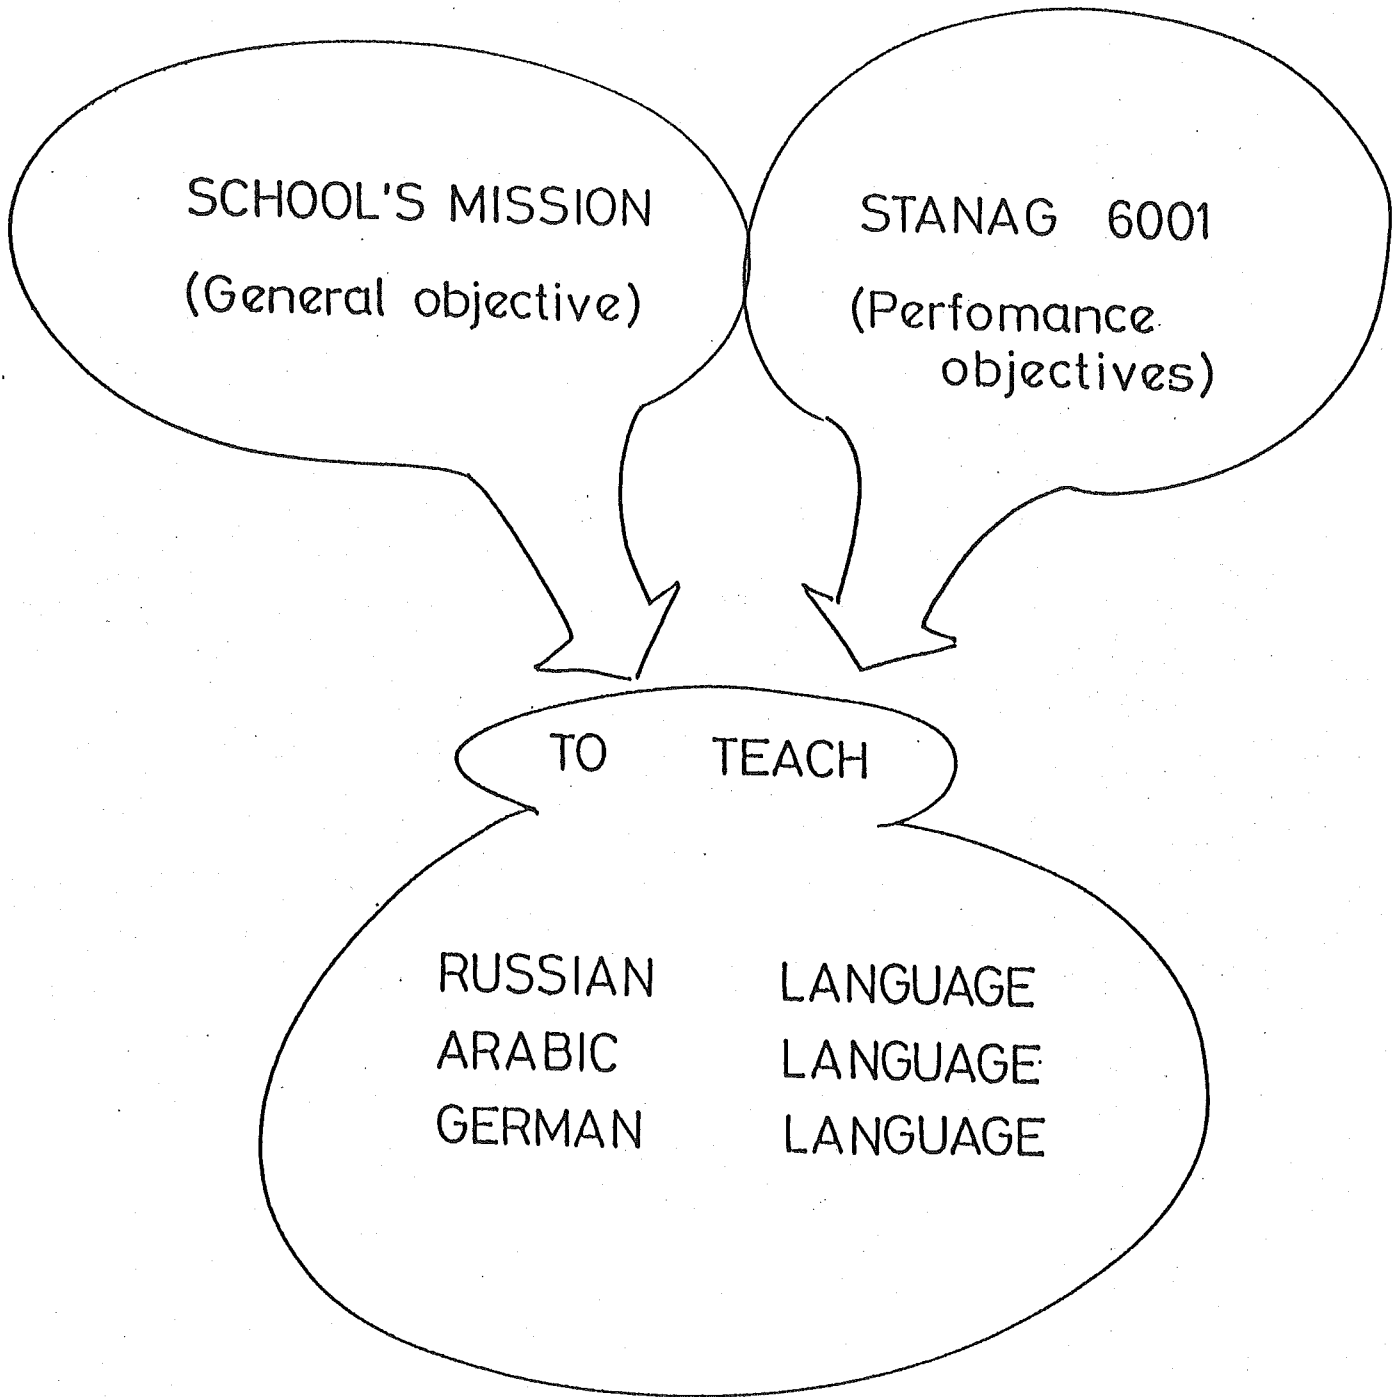 SCHOOL'S MISSION
(General objective)
STANAG 6001
(Perfomance
objectives)
TO TEACH
RUSSIAN LANGUAGE
ARABIC LANGUAGE
GERMAN LANGUAGE